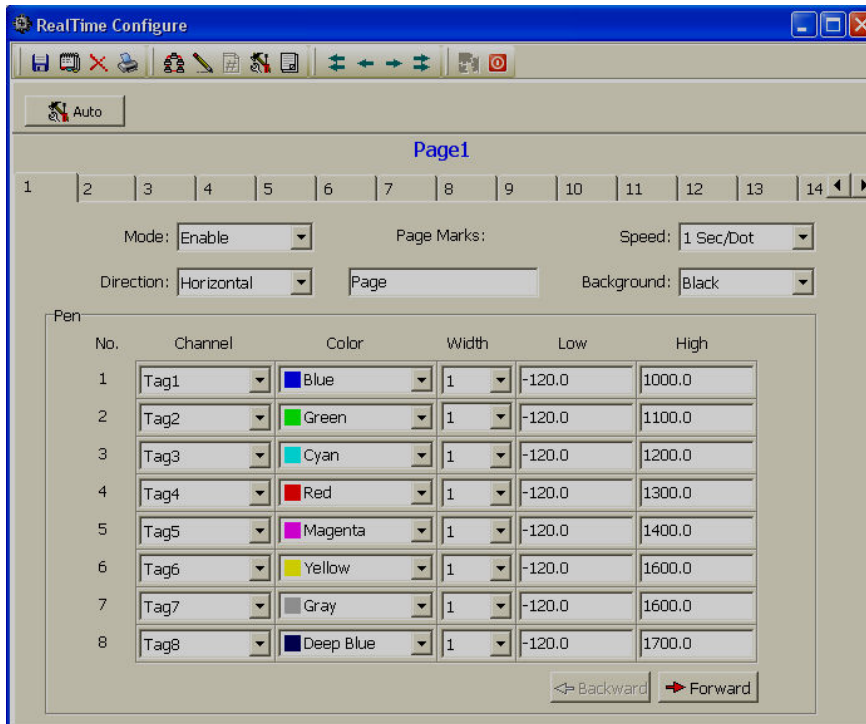 RealTime Configure
Auto
Page1
1 2 3 4 5 6 7 8 9 10 11 12 13 14
Mode: Enable Page Marks: Speed: 1 Sec/Dot
Direction: Horizontal Page Background: Black
Pen
No. Channel Color Width Low High
1 Tag1 Blue 1 -120.0 1000.0
2 Tag2 Green 1 -120.0 1100.0
3 Tag3 Cyan 1 -120.0 1200.0
4 Tag4 Red 1 -120.0 1300.0
5 Tag5 Magenta 1 -120.0 1400.0
6 Tag6 Yellow 1 -120.0 1600.0
7 Tag7 Gray 1 -120.0 1600.0
8 Tag8 Deep Blue 1 -120.0 1700.0
Backward Forward